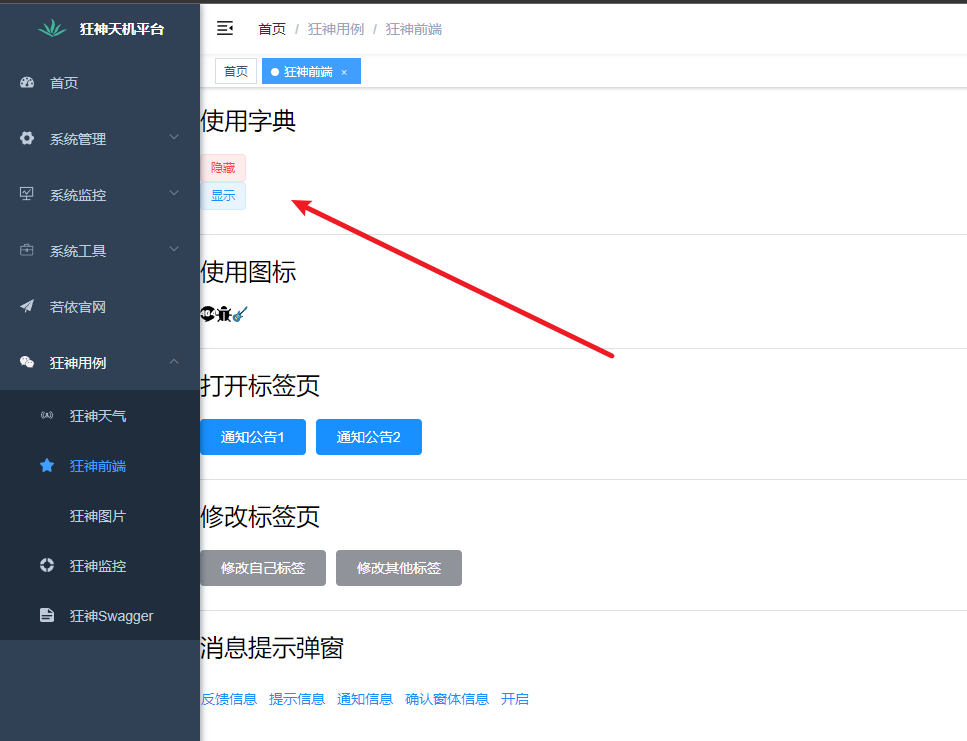 狂神天机平台
首页
系统管理
系统监控
系统工具
若依官网
狂神用例
狂神天气
狂神前端
狂神图片
狂神监控
狂神Swagger
首页 / 狂神用例 / 狂神前端
首页 狂神前端 ×
使用字典
隐藏
显示
使用图标
404
打开标签页
通知公告1 通知公告2
修改标签页
修改自己标签 修改其他标签
消息提示弹窗
反馈信息 提示信息 通知信息 确认窗体信息 开启